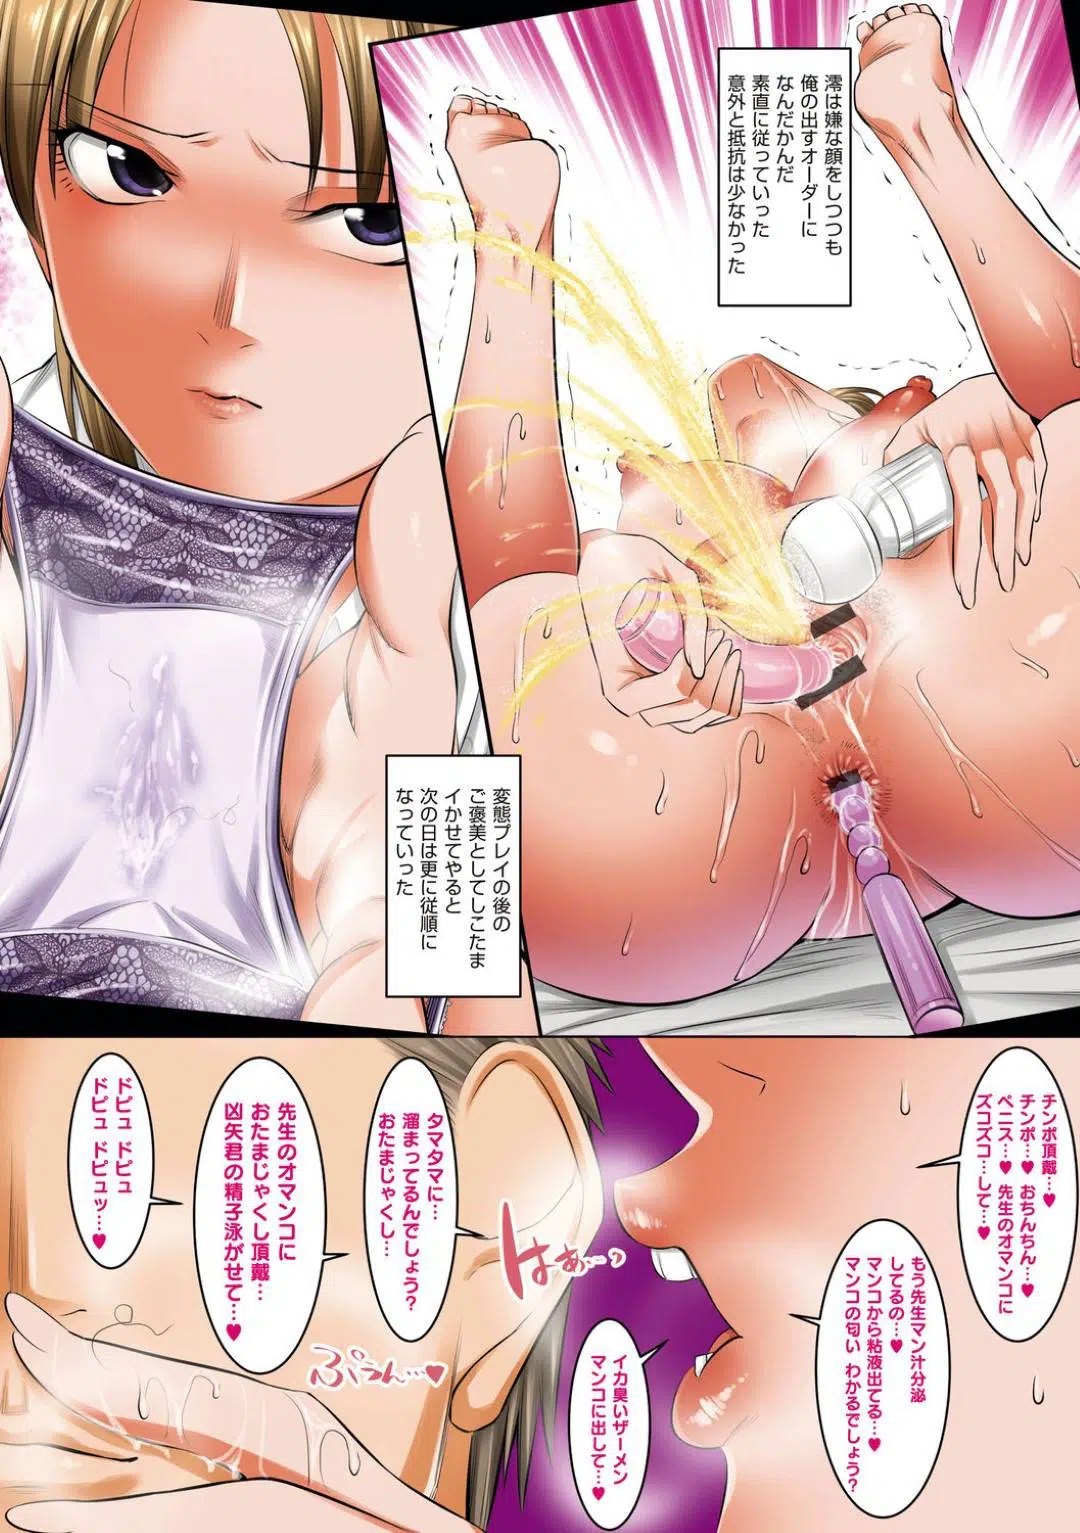 澪は嫌な顔をしつつも
俺の出すオーダーに
なんだかんだ
素直に従っていった
意外と抵抗は少なかった
変態プレイの後の
ご褒美としてしこたま
イかせてやると
次の日は更に従順に
なっていった
チンポ頂戴…♥
チンポ…♥ おちんちん…♥
ペニス…♥ 先生のオマンコに
ズコズコ…して…♥
もう先生マン汁分泌
してるの…♥
マンコから粘液出てる…♥
マンコの匂い わかるでしょう?
はぁ…っ
イカ臭いザーメン
マンコに出して…♥
タマタマに…
溜まってるんでしょう?
おたまじゃくし…
ぷぅん…♥
先生のオマンコに
おたまじゃくし頂戴…
凶矢君の精子泳がせて…♥
ドピュ ドピュ
ドピュ ドピュッ…♥